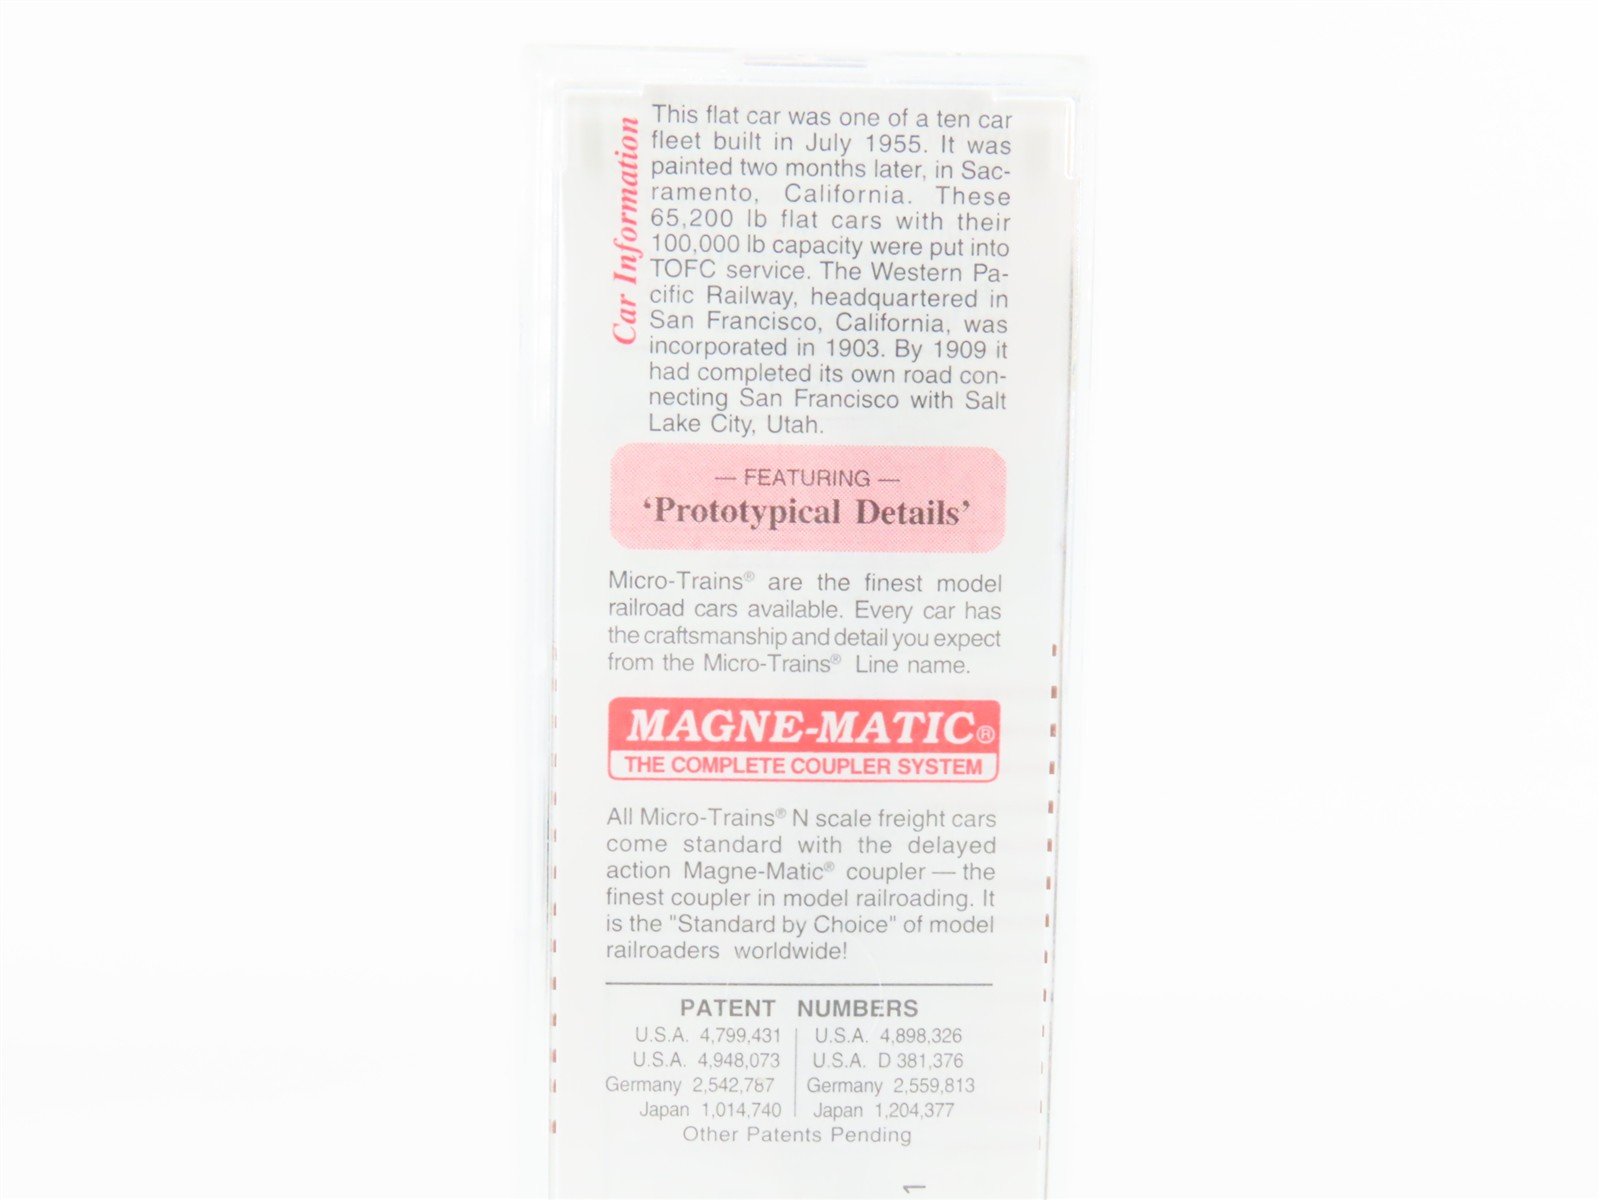 Car Information
This flat car was one of a ten car
fleet built in July 1955. It was
painted two months later, in Sac-
ramento, California. These
65,200 lb flat cars with their
100,000 lb capacity were put into
TOFC service. The Western Pa-
cific Railway, headquartered in
San Francisco, California, was
incorporated in 1903. By 1909 it
had completed its own road con-
necting San Francisco with Salt
Lake City, Utah.
— FEATURING —
‘Prototypical Details’
Micro-Trains® are the finest model
railroad cars available. Every car has
the craftsmanship and detail you expect
from the Micro-Trains® Line name.
MAGNE-MATIC®
THE COMPLETE COUPLER SYSTEM
All Micro-Trains® N scale freight cars
come standard with the delayed
action Magne-Matic® coupler — the
finest coupler in model railroading. It
is the "Standard by Choice" of model
railroaders worldwide!
PATENT NUMBERS
U.S.A. 4,799,431 | U.S.A. 4,898,326
U.S.A. 4,948,073 | U.S.A. D 381,376
Germany 2,542,787 | Germany 2,559,813
Japan 1,014,740 | Japan 1,204,377
Other Patents Pending
1